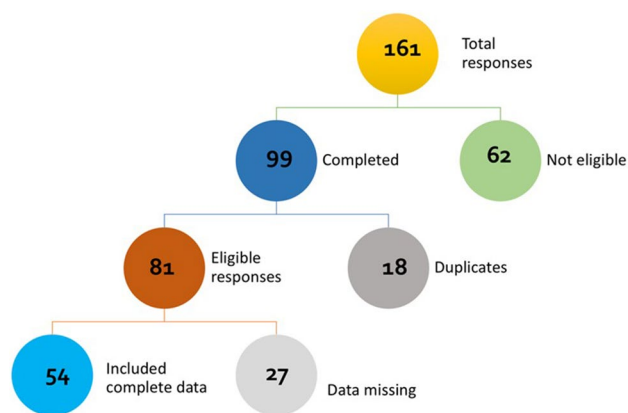 161
Total
responses
99
Completed
62
Not eligible
81
Eligible
responses
18
Duplicates
54
Included
complete data
27
Data missing